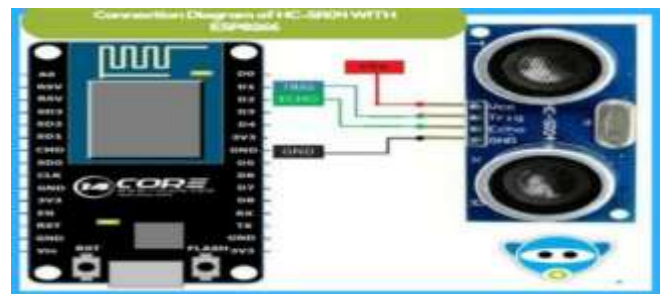 Connection Diagram of HC-SR04 WITH
ESP8266
A0
RSV
RSV
SD3
SD2
SD1
CMD
SD0
CLK
GND
3V3
EN
RST
GND
Vin
D0
D1
D2
D3
D4
3V3
GND
D5
D6
D7
D8
RX
TX
GND
3V3
TRIG
ECHO
GND
14CORE
RST
FLASH
Vcc
Trig
Echo
GND